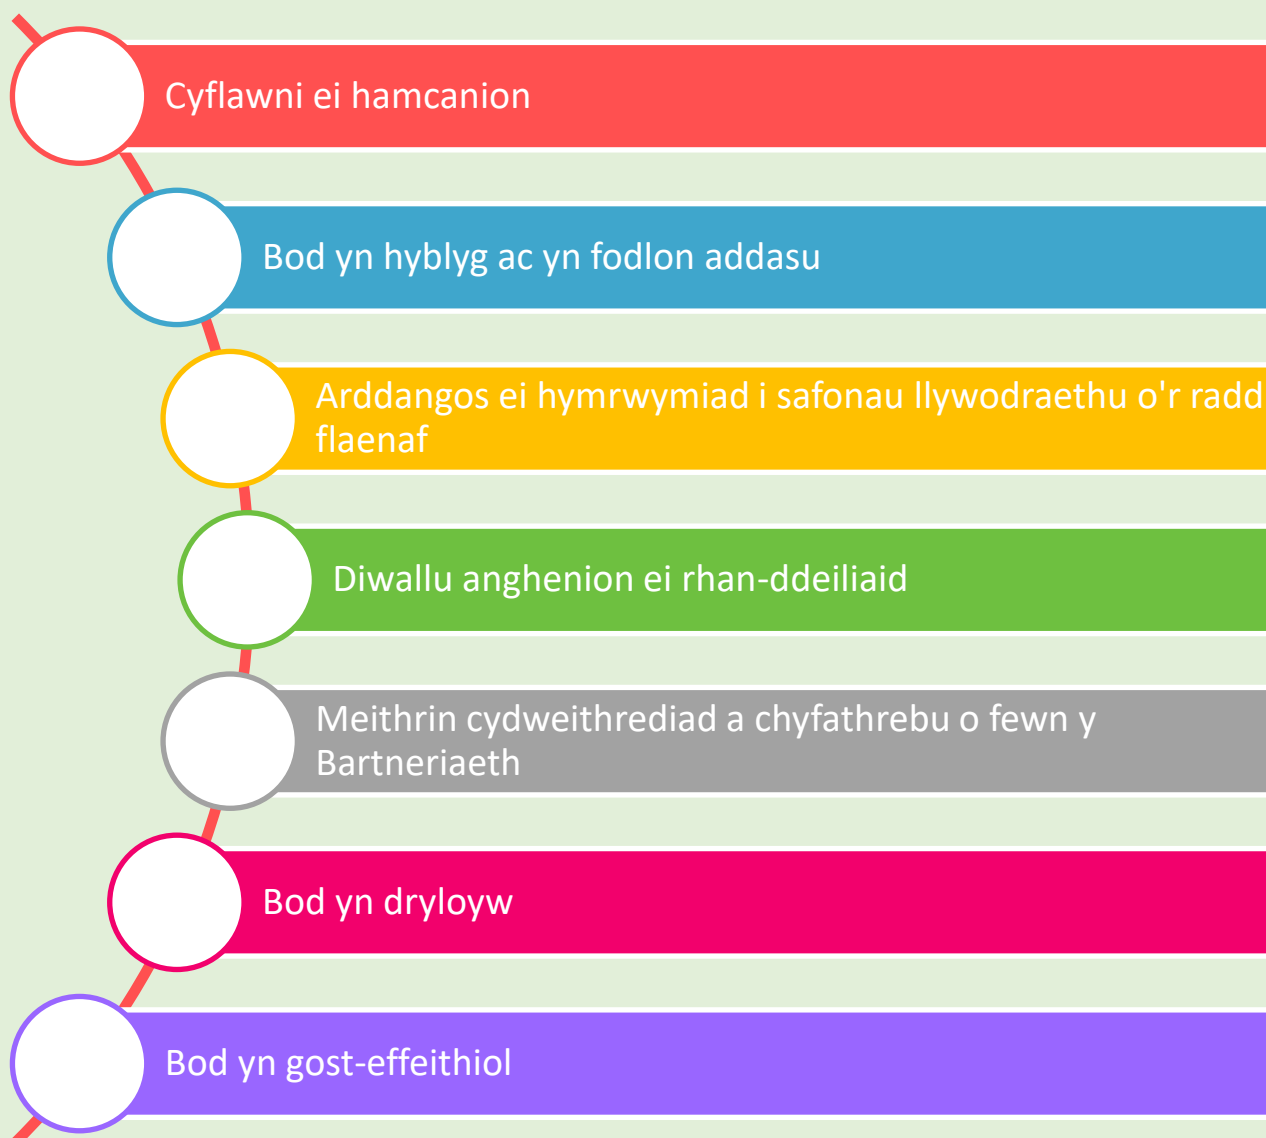 Cyflawni ei hamcanion
Bod yn hyblyg ac yn fodlon addasu
Arddangos ei hymrwymiad i safonau llywodraethu o'r radd
flaenaf
Diwallu anghenion ei rhan-ddeiliaid
Meithrin cydweithrediad a chyfathrebu o fewn y
Bartneriaeth
Bod yn dryloyw
Bod yn gost-effeithiol